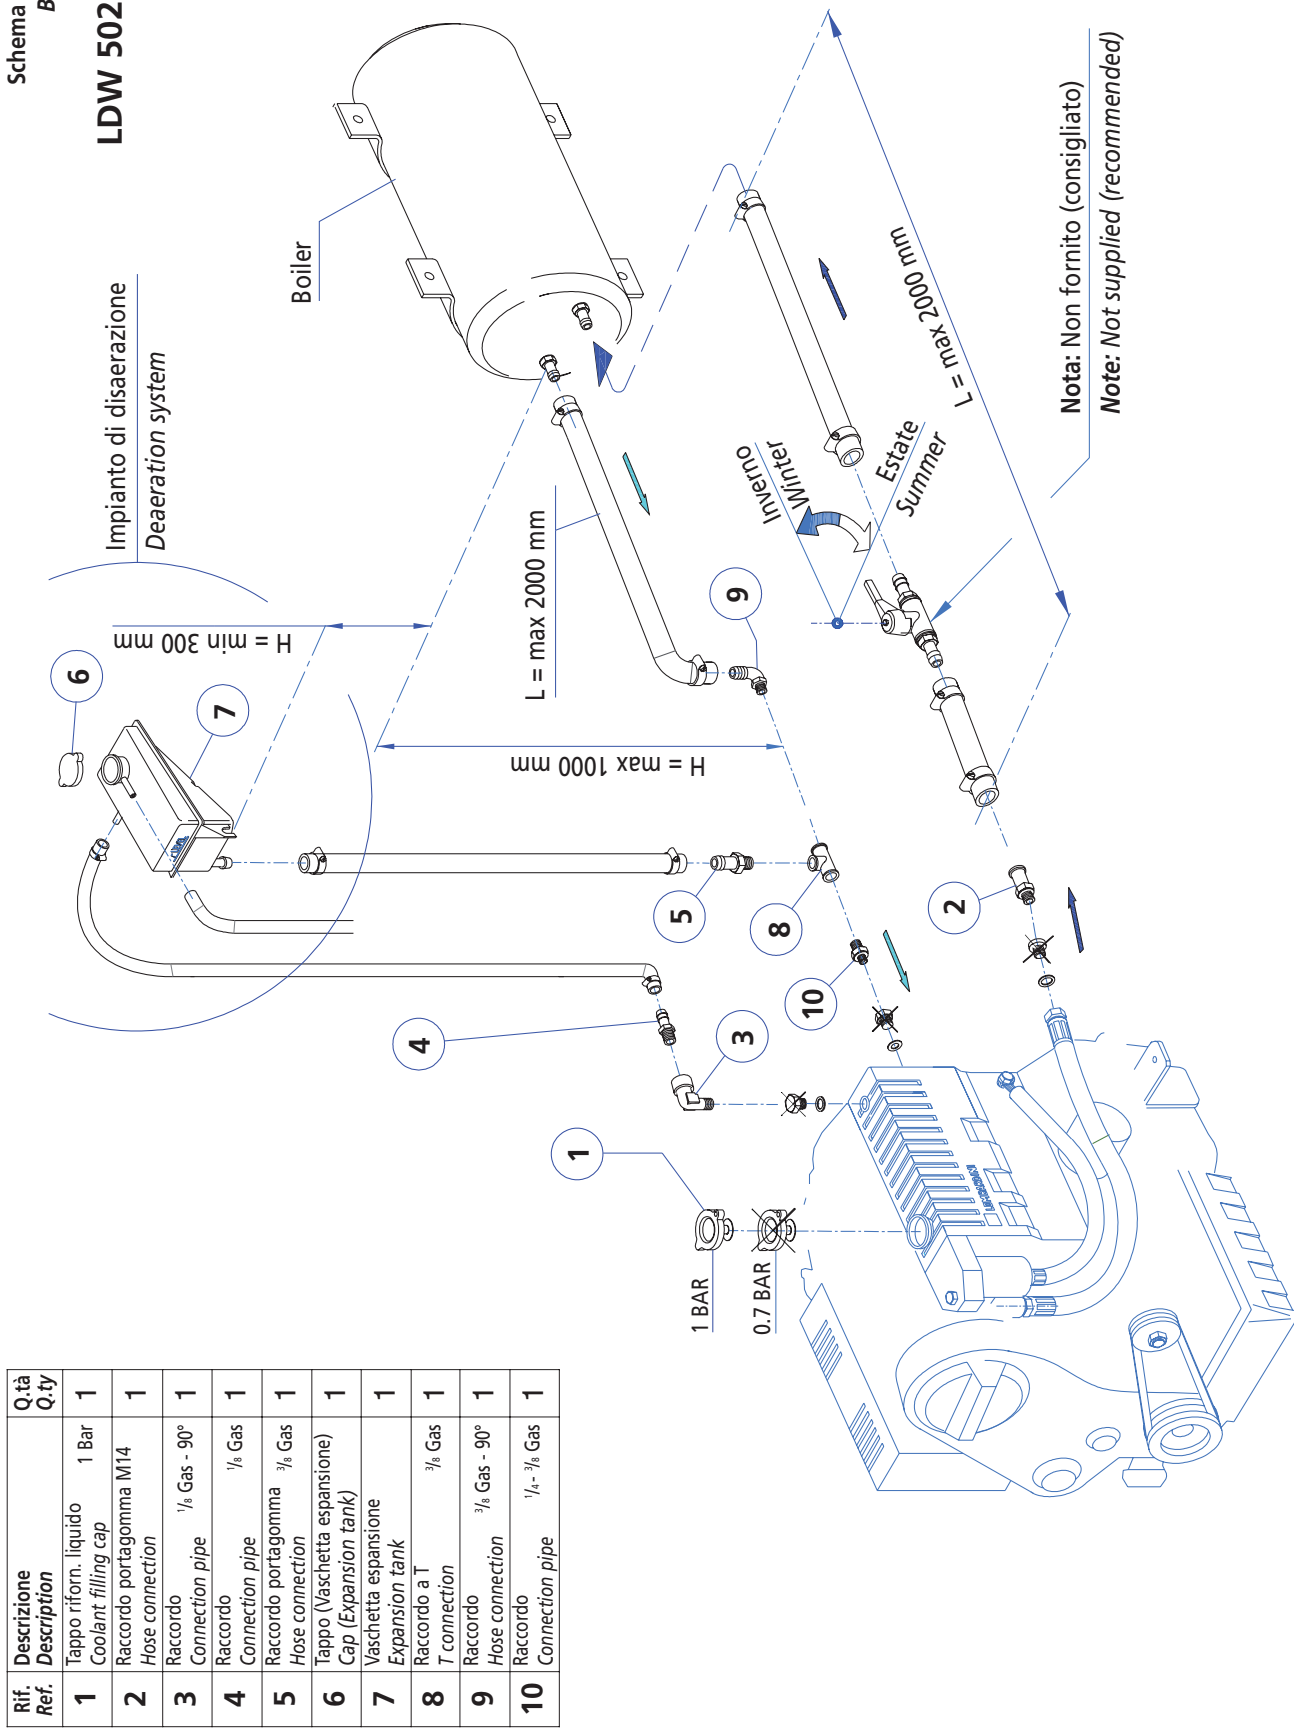 Schema
B
LDW 502
Impianto di disaerazione
Deaeration system
Boiler
H = min 300 mm
L = max 2000 mm
H = max 1000 mm
L = max 2000 mm
Inverno
Winter
Estate
Summer
Nota: Non fornito (consigliato)
Note: Not supplied (recommended)
6
7
9
5
8
2
10
4
3
1
1 BAR
0.7 BAR
LOMBARDINI
Rif. Descrizione Q.tà
Ref. Description Q.ty
1 Tappo riforn. liquido 1 Bar 1
Coolant filling cap
2 Raccordo portagomma M14 1
Hose connection
3 Raccordo 1/8 Gas - 90° 1
Connection pipe
4 Raccordo 1/8 Gas 1
Connection pipe
5 Raccordo portagomma 3/8 Gas 1
Hose connection
6 Tappo (Vaschetta espansione) 1
Cap (Expansion tank)
7 Vaschetta espansione 1
Expansion tank
8 Raccordo a T 3/8 Gas 1
T connection
9 Raccordo 3/8 Gas - 90° 1
Hose connection
10 Raccordo 1/4 - 3/8 Gas 1
Connection pipe